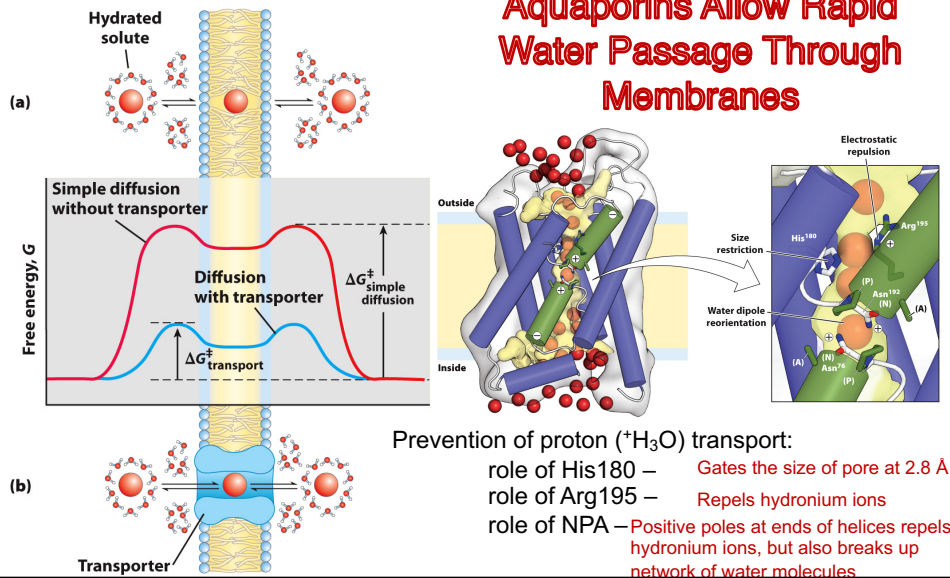 Aquaporins Allow Rapid
Water Passage Through
Membranes
Hydrated
solute
(a)
Simple diffusion
without transporter
Diffusion
with transporter
ΔG‡simple
diffusion
ΔG‡transport
Free energy, G
(b)
Transporter
Outside
Inside
Electrostatic
repulsion
Arg195
His180
Size
restriction
(P)
Asn192
(N)
(A)
Water dipole
reorientation
(A)
(N)
Asn76
(P)
Prevention of proton (+H3O) transport:
role of His180 – Gates the size of pore at 2.8 Å
role of Arg195 – Repels hydronium ions
role of NPA – Positive poles at ends of helices repels
hydronium ions, but also breaks up
network of water molecules